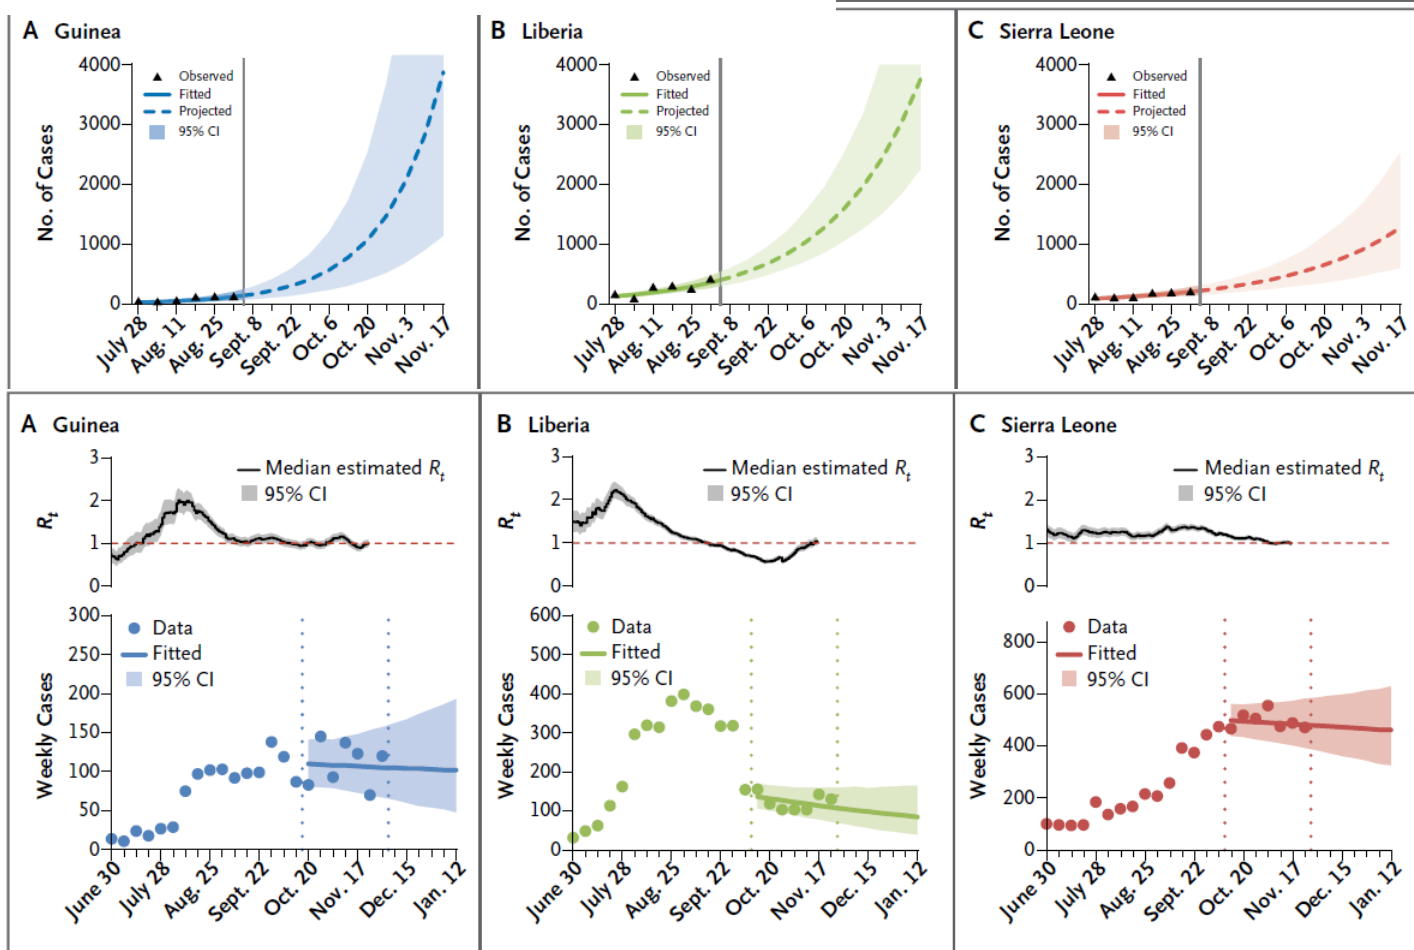 A Guinea
4000
3000
2000
1000
0
No. of Cases
Observed
Fitted
Projected
95% CI
July 28
Aug. 11
Aug. 25
Sept. 8
Sept. 22
Oct. 6
Oct. 20
Nov. 3
Nov. 17
B Liberia
4000
3000
2000
1000
0
No. of Cases
Observed
Fitted
Projected
95% CI
July 28
Aug. 11
Aug. 25
Sept. 8
Sept. 22
Oct. 6
Oct. 20
Nov. 3
Nov. 17
C Sierra Leone
4000
3000
2000
1000
0
No. of Cases
Observed
Fitted
Projected
95% CI
July 28
Aug. 11
Aug. 25
Sept. 8
Sept. 22
Oct. 6
Oct. 20
Nov. 3
Nov. 17
A Guinea
3
2
1
0
Rt
Median estimated Rt
95% CI
300
250
200
150
100
50
0
Weekly Cases
Data
Fitted
95% CI
June 30
July 28
Aug. 25
Sept. 22
Oct. 20
Nov. 17
Dec. 15
Jan. 12
B Liberia
3
2
1
0
Rt
Median estimated Rt
95% CI
600
500
400
300
200
100
0
Weekly Cases
Data
Fitted
95% CI
June 30
July 28
Aug. 25
Sept. 22
Oct. 20
Nov. 17
Dec. 15
Jan. 12
C Sierra Leone
3
2
1
0
Rt
Median estimated Rt
95% CI
800
600
400
200
0
Weekly Cases
Data
Fitted
95% CI
June 30
July 28
Aug. 25
Sept. 22
Oct. 20
Nov. 17
Dec. 15
Jan. 12